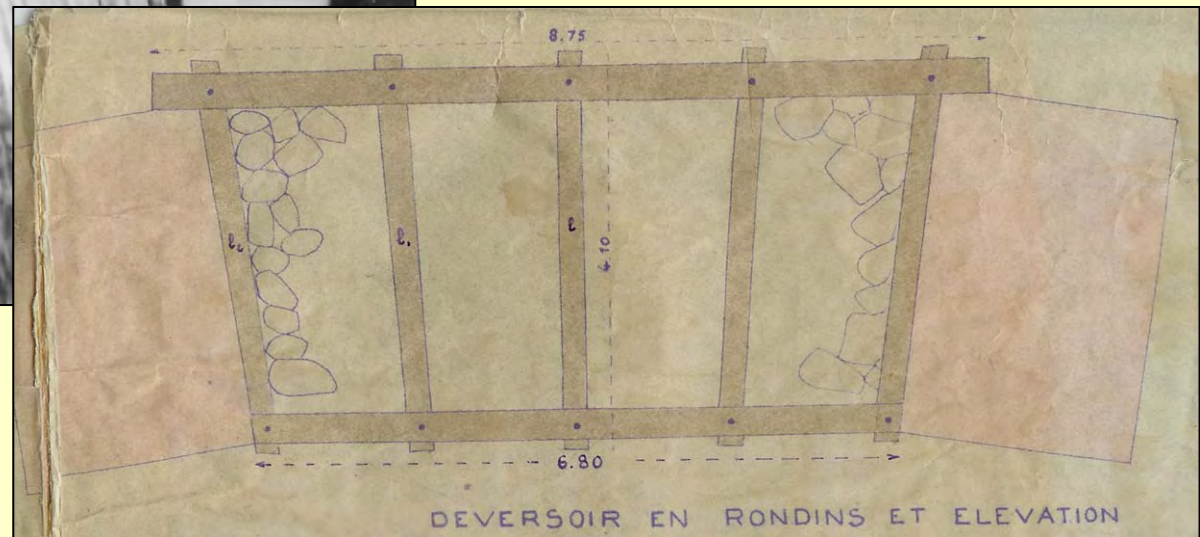 8.75
l₂
l₁
l
4.10
6.80
DEVERSOIR EN RONDINS ET ELEVATION